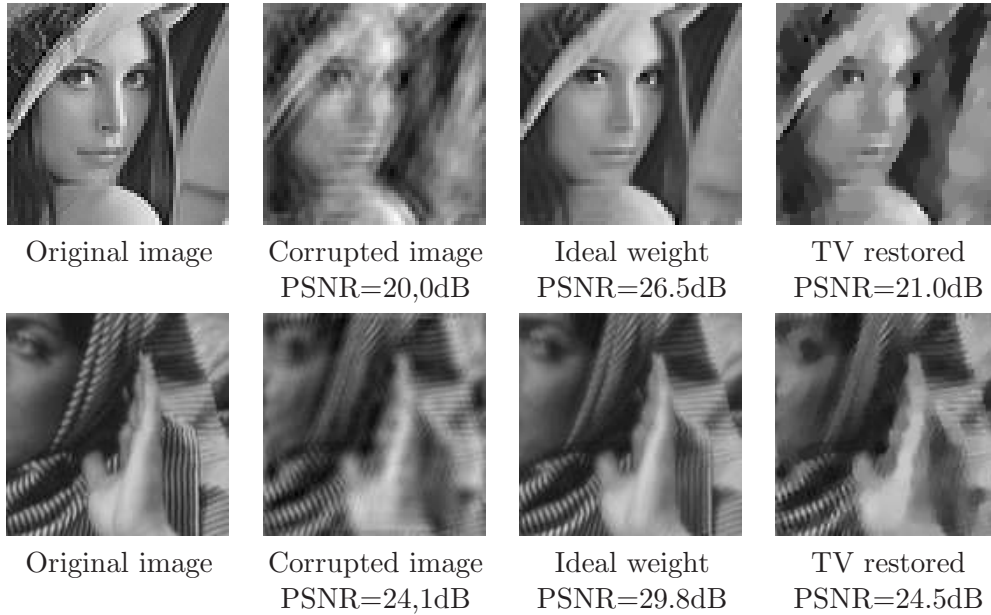 Original image
Corrupted image
Ideal weight
TV restored
PSNR=20,0dB
PSNR=26.5dB
PSNR=21.0dB
Original image
Corrupted image
Ideal weight
TV restored
PSNR=24,1dB
PSNR=29.8dB
PSNR=24.5dB